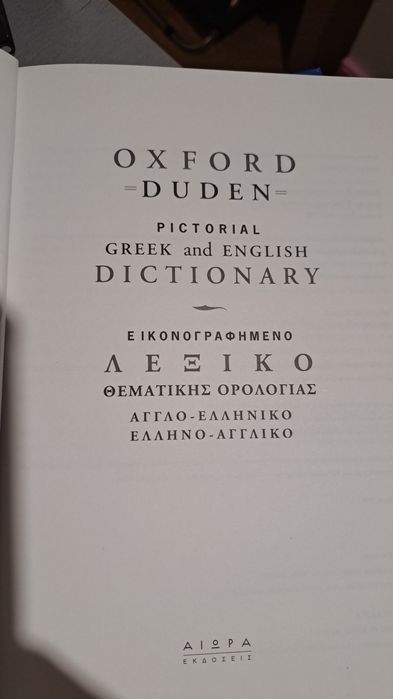 OXFORD
=DUDEN=
PICTORIAL
GREEK and ENGLISH
DICTIONARY
ΕΙΚΟΝΟΓΡΑΦΗΜΕΝΟ
ΛΕΞΙΚΟ
ΘΕΜΑΤΙΚΗΣ ΟΡΟΛΟΓΙΑΣ
ΑΓΓΛΟ-ΕΛΛΗΝΙΚΟ
ΕΛΛΗΝΟ-ΑΓΓΛΙΚΟ
ΑΙΩΡΑ
ΕΚΔΟΣΕΙΣ